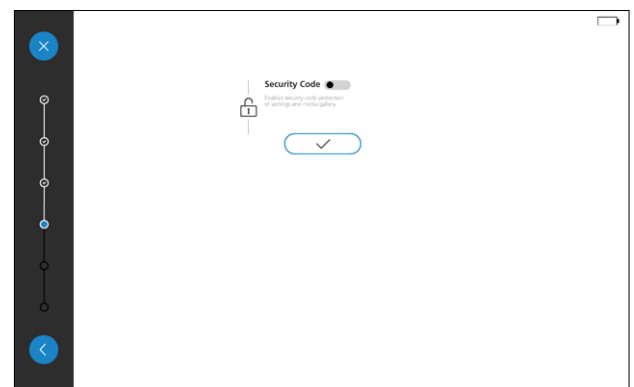 Security Code
Enables security code protection
of settings and media gallery